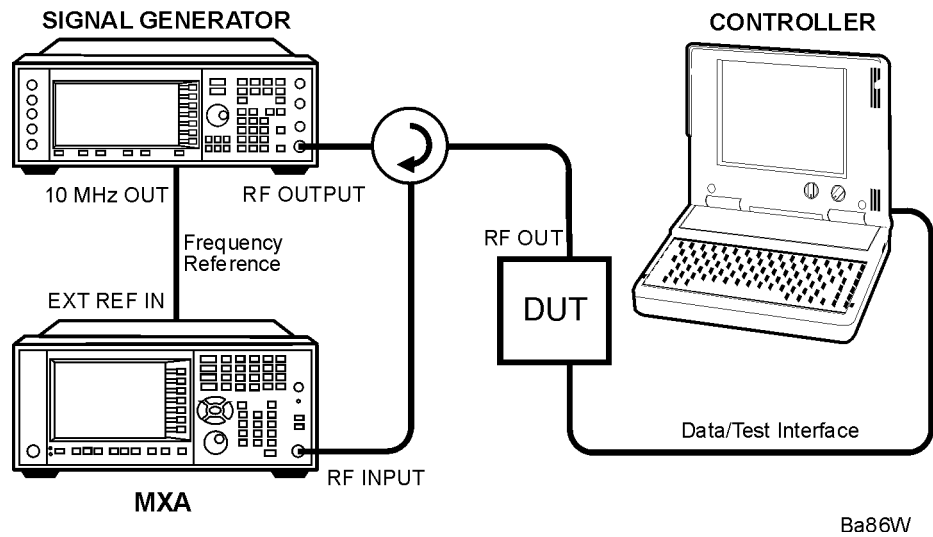 SIGNAL GENERATOR
CONTROLLER
10 MHz OUT
RF OUTPUT
Frequency
Reference
RF OUT
EXT REF IN
DUT
Data/Test Interface
RF INPUT
MXA
Ba86W